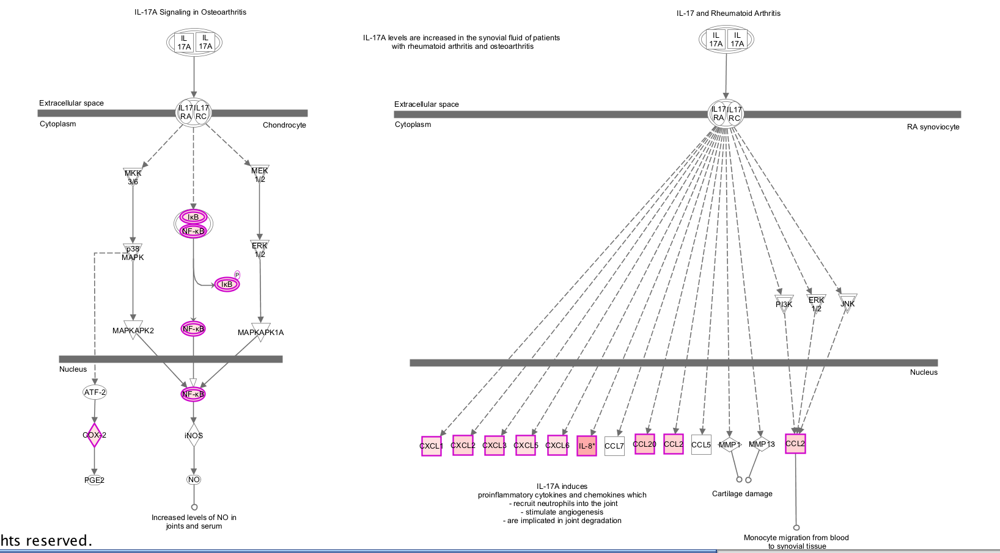 IL-17A Signaling in Osteoarthritis
IL
17A
IL
17A
Extracellular space
IL17
RA
IL17
RC
Cytoplasm
Chondrocyte
MKK
3/6
MEK
1/2
IκB
NF-κB
p38
MAPK
ERK
1/2
P
IκB
MAPKAPK2
NF-κB
MAPKAPK1A
Nucleus
ATF-2
NF-κB
COX-2
iNOS
PGE2
NO
Increased levels of NO in
joints and serum
IL-17A levels are increased in the synovial fluid of patients
with rheumatoid arthritis and osteoarthritis
IL-17 and Rheumatoid Arthritis
IL
17A
IL
17A
Extracellular space
IL17
RA
IL17
RC
Cytoplasm
RA synoviocyte
PI3K
ERK
1/2
JNK
Nucleus
CXCL1
CXCL2
CXCL3
CXCL5
CXCL6
IL-8*
CCL7
CCL20
CCL2
CCL5
MMP1
MMP13
CCL2
IL-17A induces
proinflammatory cytokines and chemokines which
- recruit neutrophils into the joint
- stimulate angiogenesis
- are implicated in joint degradation
Cartilage damage
Monocyte migration from blood
to synovial tissue
hts reserved.